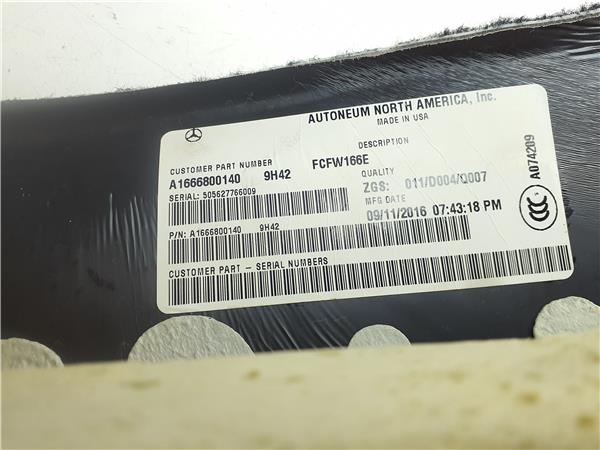 AUTONEUM NORTH AMERICA, Inc.
MADE IN USA
CUSTOMER PART NUMBER
DESCRIPTION
A1666800140 9H42 FCFW166E
SERIAL: 505627766009
QUALITY
ZGS: 011/D004/Q007
MFG DATE
09/11/2016 07:43:18 PM
P/N: A1666800140 9H42
CUSTOMER PART - SERIAL NUMBERS
A074209
CCC